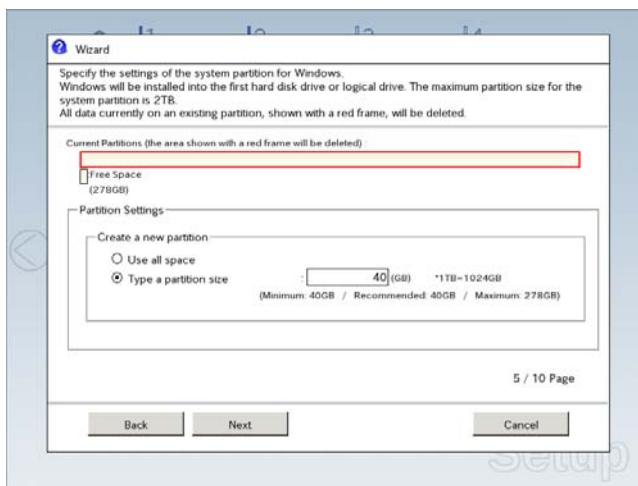 Wizard
Specify the settings of the system partition for Windows.
Windows will be installed into the first hard disk drive or logical drive. The maximum partition size for the
system partition is 2TB.
All data currently on an existing partition, shown with a red frame, will be deleted.
Current Partitions (the area shown with a red frame will be deleted)
:Free Space
(278GB)
Partition Settings
Create a new partition
Use all space
Type a partition size : 40 (GB) *1TB=1024GB
(Minimum: 40GB / Recommended: 40GB / Maximum: 278GB)
5 / 10 Page
Back Next Cancel
Setup